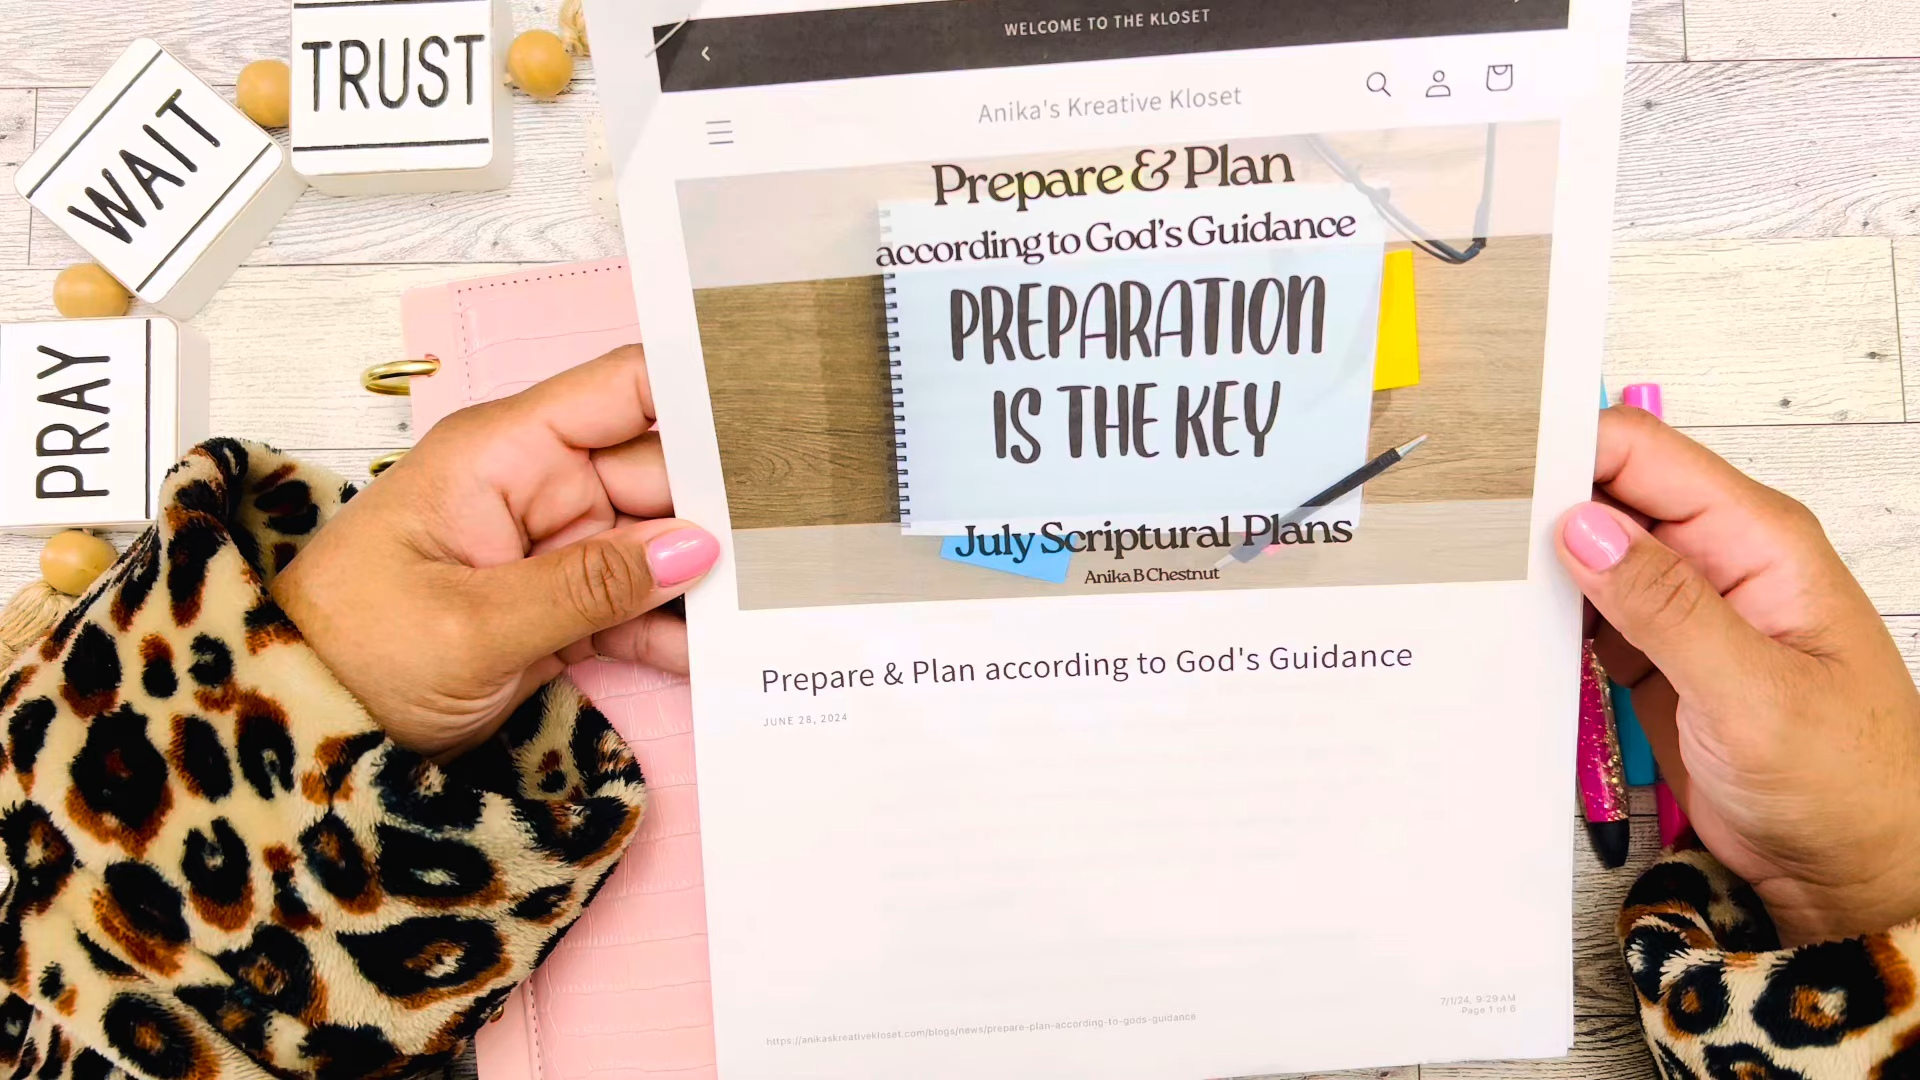 TRUST
WAIT
PRAY
WELCOME TO THE KLOSET
Anika's Kreative Kloset
Prepare & Plan
according to God's Guidance
PREPARATION
IS THE KEY
July Scriptural Plans
Anika B Chestnut
Prepare & Plan according to God's Guidance
JUNE 28, 2024
https://anikaskreativekloset.com/blogs/news/prepare-plan-according-to-gods-guidance
7/1/24, 9:29 AM
Page 1 of 6